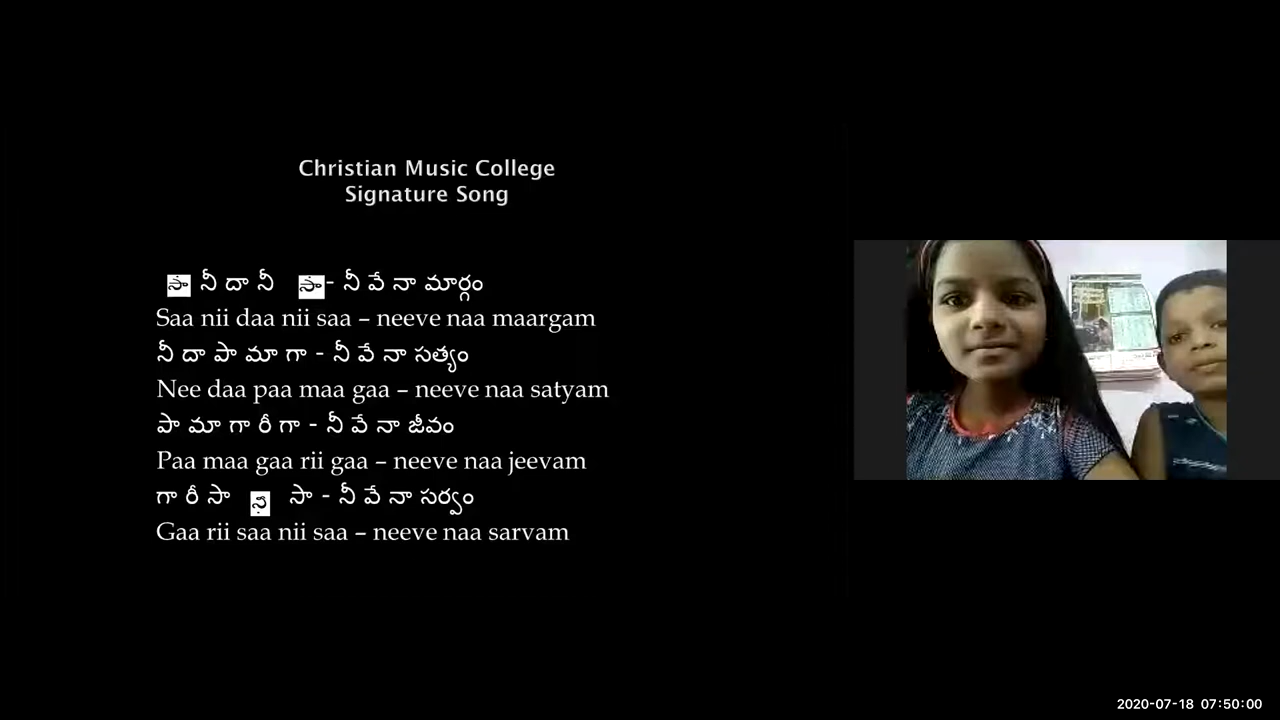 Christian Music College
Signature Song
సా నీ దా నీ సా - నీ వే నా మార్గం
Saa nii daa nii saa – neeve naa maargam
నీ దా పా మా గా - నీ వే నా సత్యం
Nee daa paa maa gaa – neeve naa satyam
పా మా గా రీ గా - నీ వే నా జీవం
Paa maa gaa rii gaa – neeve naa jeevam
గా రీ సా నీ సా - నీ వే నా సర్వం
Gaa rii saa nii saa – neeve naa sarvam
2020-07-18 07:50:00